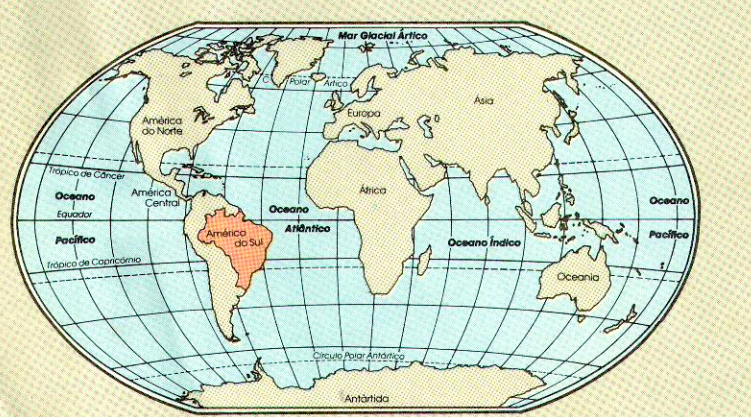 Mar Glacial Ártico
C. Polar Ártico
Ásia
Europa
América
do Norte
Trópico de Câncer
África
América
Central
Oceano
Oceano
Oceano
Equador
Atlântico
América
do Sul
Pacífico
Pacífico
Oceano Índico
Trópico de Capricórnio
Oceania
Círculo Polar Antártico
Antártida